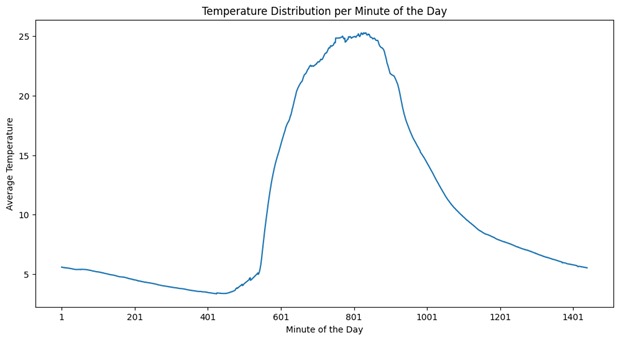 Temperature Distribution per Minute of the Day
Average Temperature
25
20
15
10
5
1 201 401 601 801 1001 1201 1401
Minute of the Day